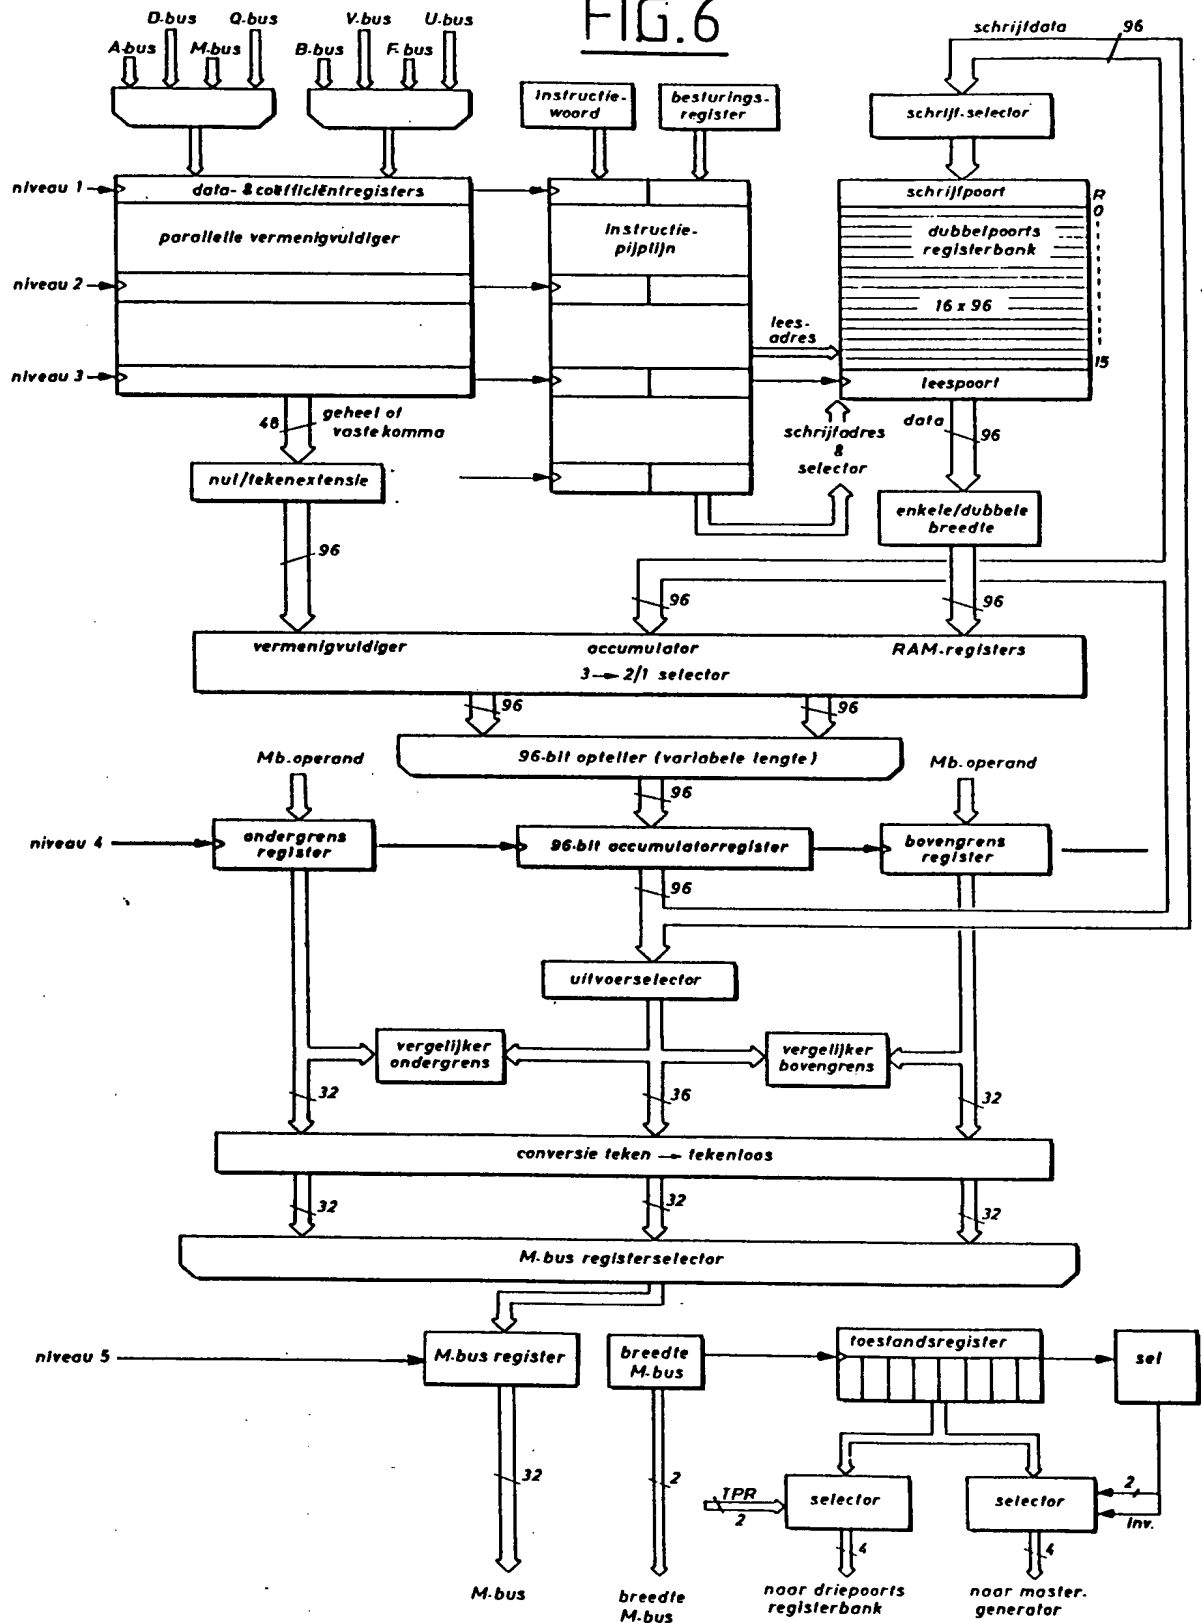 FIG.6
D-bus
Q-bus
V-bus
U-bus
A-bus
M-bus
B-bus
F-bus
schrijfdata
96
instructie-
woord
besturings-
register
schrijf-selector
niveau 1
data- & coëfficiëntregisters
schrijfpoort
R
0
parallelle vermenigvuldiger
instructie-
pijplijn
dubbelpoorts
registerbank
niveau 2
16 x 96
lees-
adres
15
niveau 3
leespoort
48
geheel of
vaste komma
schrijfadres
&
selector
data
96
nul/tekenextensie
enkele/dubbele
breedte
96
96
96
vermenigvuldiger
accumulator
RAM-registers
3 → 2/1 selector
96
96
96-bit opteller (variabele lengte)
Mb.operand
Mb.operand
96
niveau 4
ondergrens
register
96-bit accumulatorregister
bovengrens
register
96
uitvoerselector
vergelijker
ondergrens
vergelijker
bovengrens
32
36
32
conversie teken → tekenloos
32
32
32
M-bus registerselector
niveau 5
M-bus register
breedte
M-bus
toestandsregister
sel
32
2
TPR
2
selector
selector
2
inv.
4
4
M-bus
breedte
M-bus
naar driepoorts
registerbank
naar master-
generator